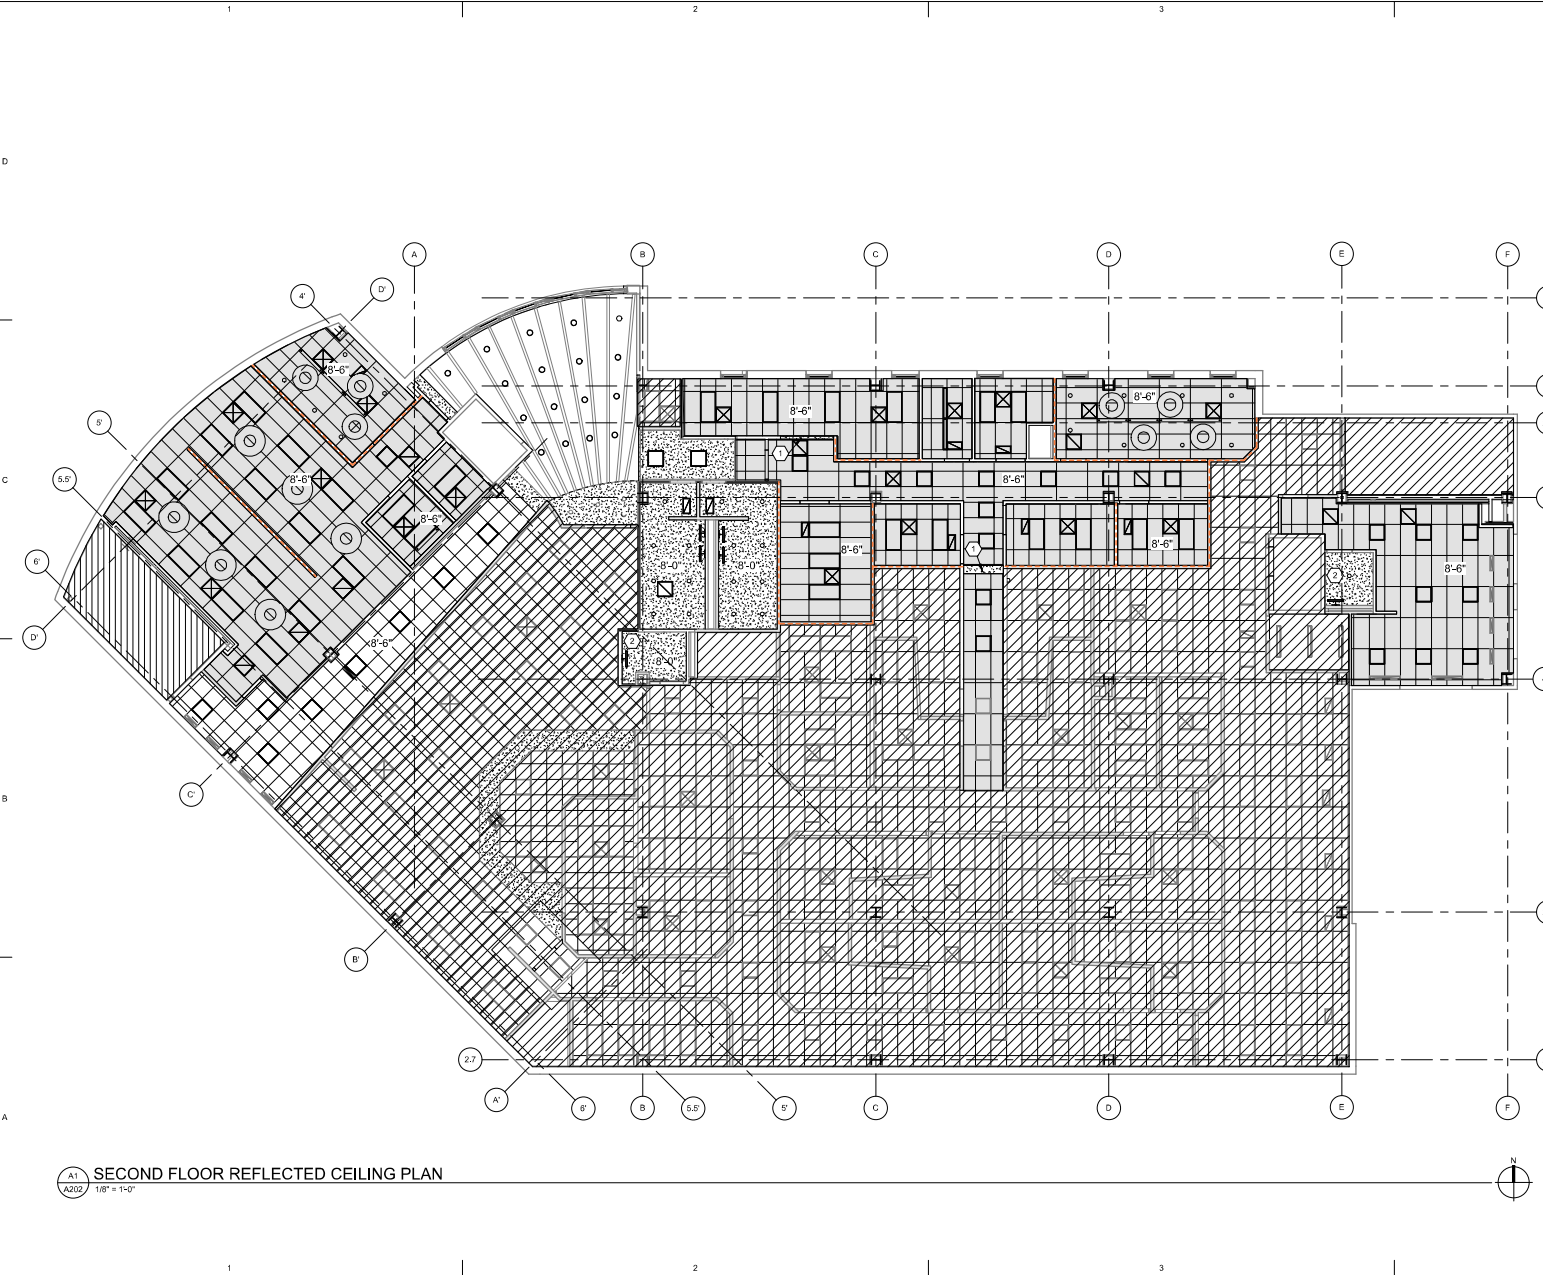 1 2 3
D
A B C D E F
D'
4'
8'-6"
8'-6"
8'-6"
5'
1
C
5.5'
8'-6"
8'-6"
8'-6"
8'-6"
8'-6"
1
6'
8'-0"
8'-0"
2
8'-6"
D'
8'-6"
2
8'-0"
C'
B
B'
2.7
A'
6'
B
5.5'
5'
C
D
E
F
A
A1
A202
SECOND FLOOR REFLECTED CEILING PLAN
1/8" = 1'-0"
N
1 2 3